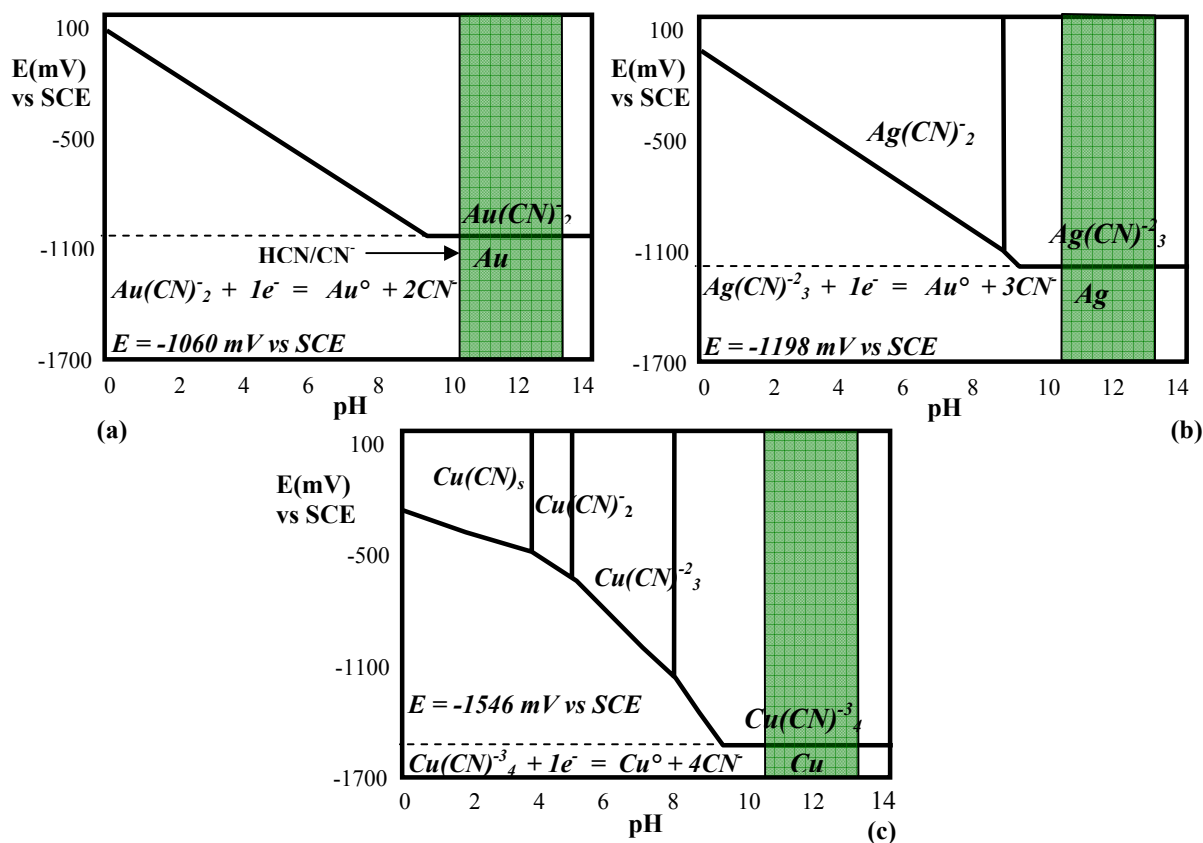 100
E(mV)
vs SCE
-500
Au(CN)⁻₂
-1100
HCN/CN⁻
Au
Au(CN)⁻₂ + 1e⁻ = Au° + 2CN⁻
E = -1060 mV vs SCE
-1700
0 2 4 6 8 10 12 14
pH
(a)
100
E(mV)
vs SCE
Ag(CN)⁻₂
-500
Ag(CN)⁻²₃
-1100
Ag(CN)⁻²₃ + 1e⁻ = Au° + 3CN⁻
Ag
E = -1198 mV vs SCE
-1700
0 2 4 6 8 10 12 14
pH
(b)
100
Cu(CN)s
E(mV)
vs SCE
Cu(CN)⁻₂
-500
Cu(CN)⁻²₃
-1100
E = -1546 mV vs SCE
Cu(CN)⁻³₄
Cu(CN)⁻³₄ + 1e⁻ = Cu° + 4CN⁻
Cu
-1700
0 2 4 6 8 10 12 14
pH
(c)